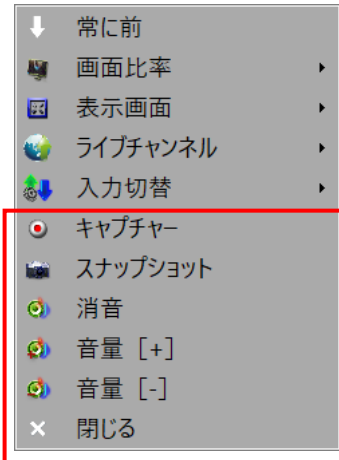 常に前
画面比率
表示画面
ライブチャンネル
入力切替
キャプチャー
スナップショット
消音
音量［+］
音量［-］
閉じる